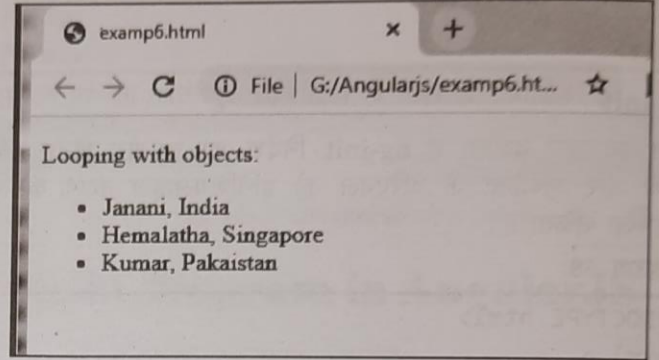 examp6.html
File | G:/Angularjs/examp6.ht...
Looping with objects:
• Janani, India
• Hemalatha, Singapore
• Kumar, Pakaistan